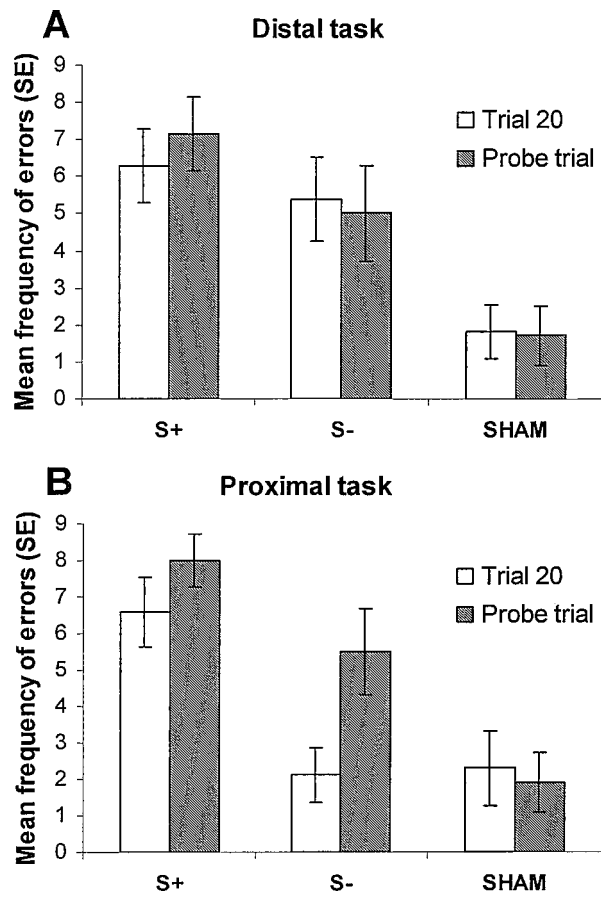 A
Distal task
Mean frequency of errors (SE)
9
8
7
6
5
4
3
2
1
0
Trial 20
Probe trial
S+ S- SHAM
B
Proximal task
Mean frequency of errors (SE)
9
8
7
6
5
4
3
2
1
0
Trial 20
Probe trial
S+ S- SHAM